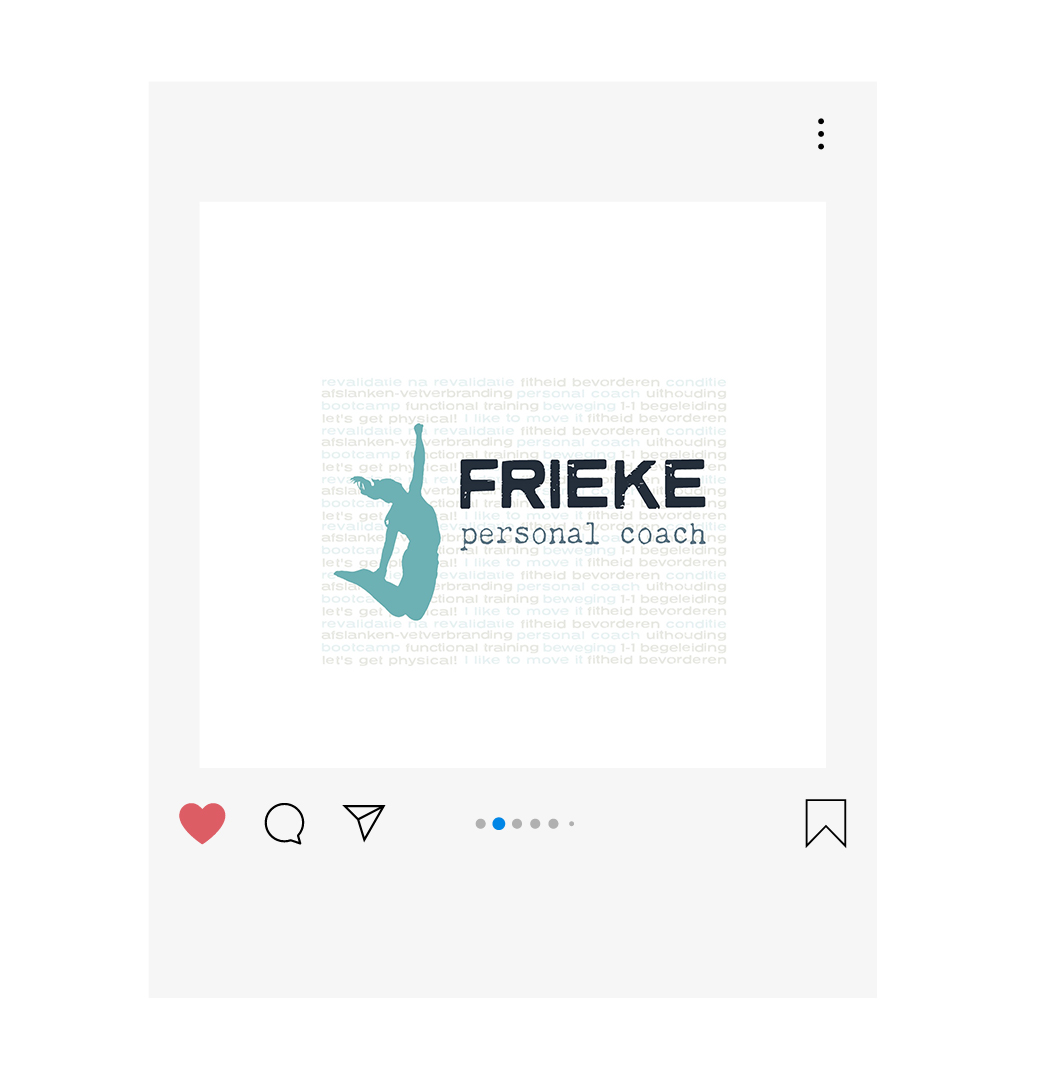 revalidatie na revalidatie fitheid bevorderen conditie
afslanken-vetverbranding personal coach uithouding
bootcamp functional training beweging 1-1 begeleiding
let's get physical! I like to move it fitheid bevorderen
revalidatie na revalidatie fitheid bevorderen conditie
afslanken-vetverbranding personal coach uithouding
bootcamp functional training beweging 1-1 begeleiding
let's get physical!
FRIEKE
personal coach
bootcamp training beweging 1-1 begeleiding
let's get physical! I like to move it fitheid bevorderen
revalidatie fitheid bevorderen conditie
afslanken-vetverbranding personal coach uithouding
bootcamp functional training beweging 1-1 begeleiding
let's get physical! I like to move it fitheid bevorderen
revalidatie na revalidatie fitheid bevorderen conditie
afslanken-vetverbranding personal coach uithouding
bootcamp functional training beweging 1-1 begeleiding
let's get physical! I like to move it fitheid bevorderen